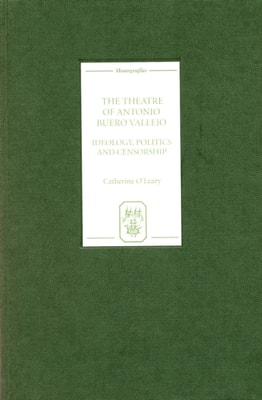 Monografías
THE THEATRE
OF ANTONIO
BUERO VALLEJO
IDEOLOGY, POLITICS
AND CENSORSHIP
Catherine O'Leary